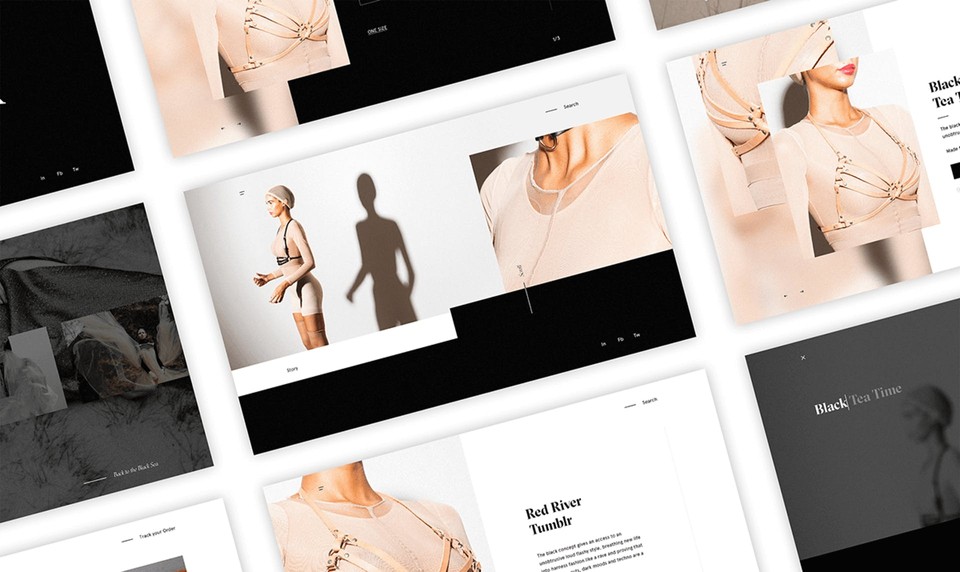 ONE SIZE
1/3
In Fb Tw
Search
Black
Tea T
The black
unobtrus
Made
Story
In Fb Tw
Black Tea Time
Back to the Black Sea
Search
Red River
Tumblr
The black concept gives an access to an
unobtrusive loud flashy style, breathing new life
into harness fashion like a rave and proving that
dark moods and techno are a
Track your Order